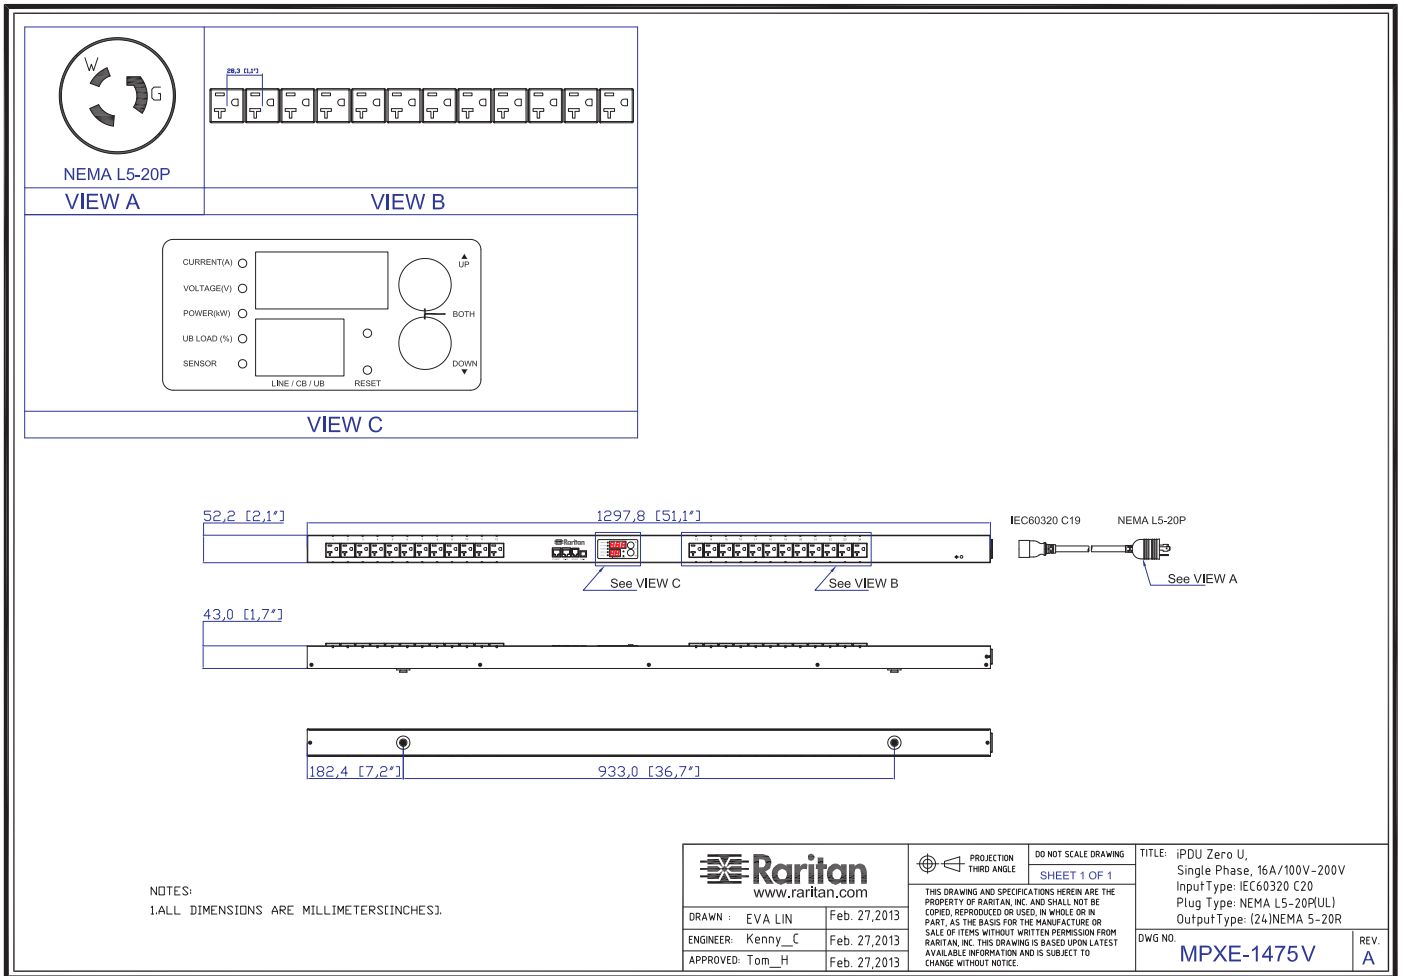 W
G
NEMA L5-20P
VIEW A
28,3 [1,1"]
VIEW B
CURRENT(A)
VOLTAGE(V)
POWER(kW)
UB LOAD (%)
SENSOR
LINE / CB / UB
RESET
UP
BOTH
DOWN
VIEW C
52,2 [2,1"]
1297,8 [51,1"]
IEC60320 C19
NEMA L5-20P
Raritan
See VIEW C
See VIEW B
See VIEW A
43,0 [1,7"]
182,4 [7,2"]
933,0 [36,7"]
NOTES:
1.ALL DIMENSIONS ARE MILLIMETERS[INCHES].
Raritan
www.raritan.com
DRAWN : EVA LIN Feb. 27,2013
ENGINEER: Kenny_C Feb. 27,2013
APPROVED: Tom_H Feb. 27,2013
PROJECTION
THIRD ANGLE
DO NOT SCALE DRAWING
SHEET 1 OF 1
THIS DRAWING AND SPECIFICATIONS HEREIN ARE THE
PROPERTY OF RARITAN, INC. AND SHALL NOT BE
COPIED, REPRODUCED OR USED, IN WHOLE OR IN
PART, AS THE BASIS FOR THE MANUFACTURE OR
SALE OF ITEMS WITHOUT WRITTEN PERMISSION FROM
RARITAN, INC. THIS DRAWING IS BASED UPON LATEST
AVAILABLE INFORMATION AND IS SUBJECT TO
CHANGE WITHOUT NOTICE.
TITLE: iPDU Zero U,
Single Phase, 16A/100V-200V
InputType: IEC60320 C20
Plug Type: NEMA L5-20P(UL)
OutputType: (24)NEMA 5-20R
DWG NO. MPXE-1475V
REV. A